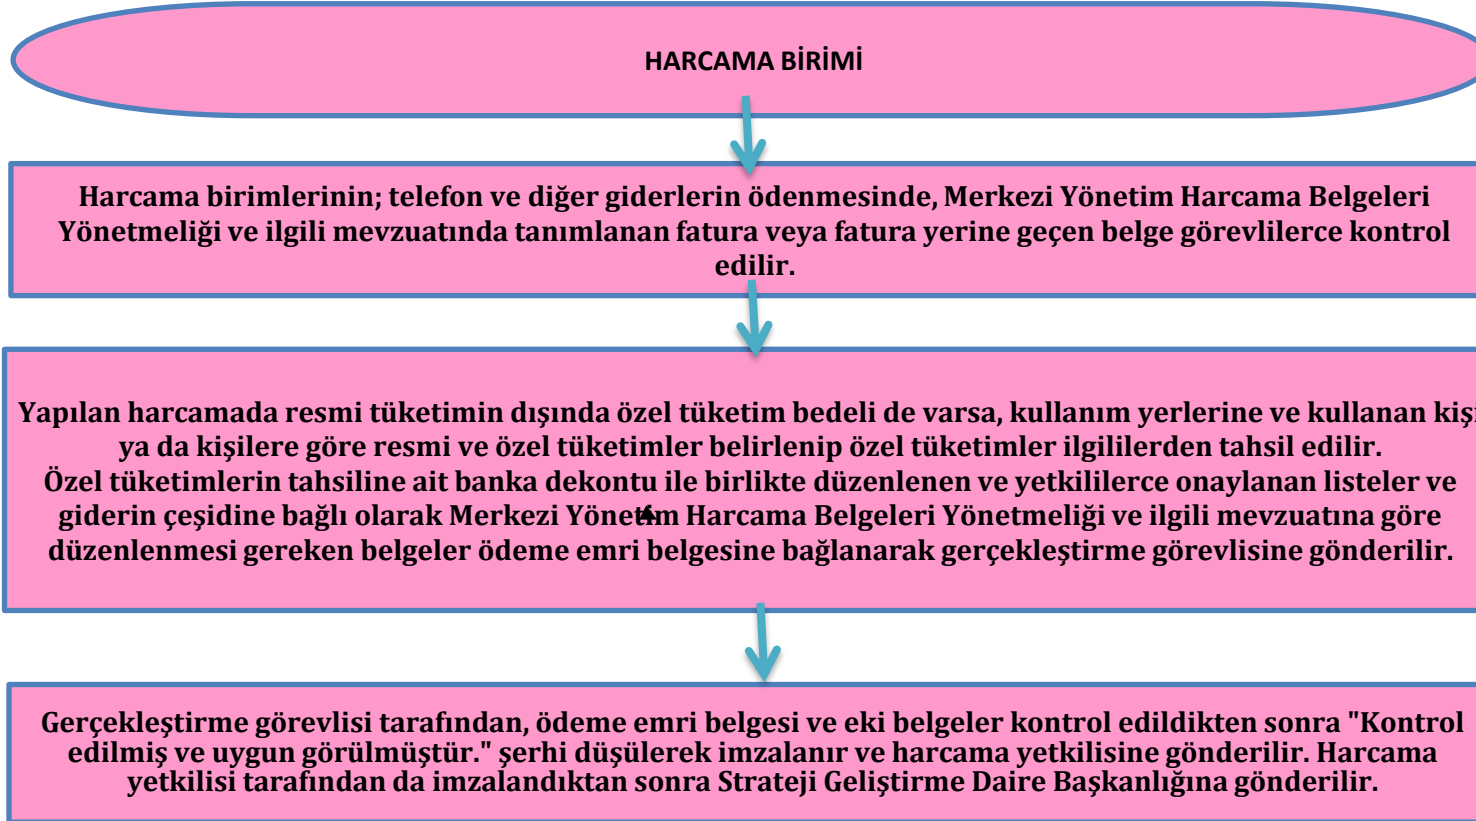 HARCAMA BİRİMİ
Harcama birimlerinin; telefon ve diğer giderlerin ödenmesinde, Merkezi Yönetim Harcama Belgeleri
Yönetmeliği ve ilgili mevzuatında tanımlanan fatura veya fatura yerine geçen belge görevlilerce kontrol
edilir.
Yapılan harcamada resmi tüketimin dışında özel tüketim bedeli de varsa, kullanım yerlerine ve kullanan kişi
ya da kişilere göre resmi ve özel tüketimler belirlenip özel tüketimler ilgililerden tahsil edilir.
Özel tüketimlerin tahsiline ait banka dekontu ile birlikte düzenlenen ve yetkililerce onaylanan listeler ve
giderin çeşidine bağlı olarak Merkezi Yönetim Harcama Belgeleri Yönetmeliği ve ilgili mevzuatına göre
düzenlenmesi gereken belgeler ödeme emri belgesine bağlanarak gerçekleştirme görevlisine gönderilir.
Gerçekleştirme görevlisi tarafından, ödeme emri belgesi ve eki belgeler kontrol edildikten sonra "Kontrol
edilmiş ve uygun görülmüştür." şerhi düşülerek imzalanır ve harcama yetkilisine gönderilir. Harcama
yetkilisi tarafından da imzalandıktan sonra Strateji Geliştirme Daire Başkanlığına gönderilir.